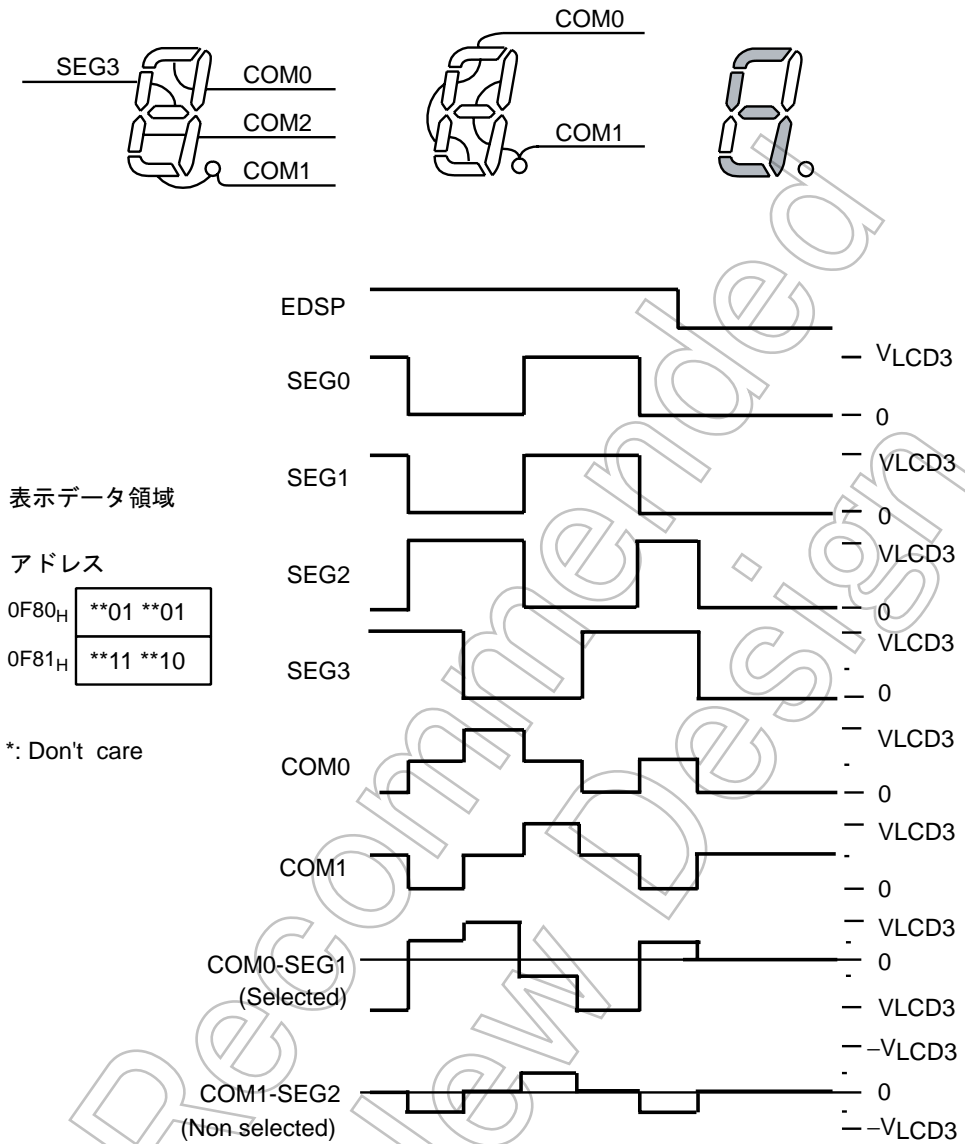 COM0
SEG3
COM0
COM2
COM1
COM1
EDSP
SEG0
VLCD3
0
SEG1
VLCD3
0
表示データ領域
アドレス
0F80H **01 **01
0F81H **11 **10
*: Don't care
SEG2
VLCD3
0
SEG3
VLCD3
-
0
COM0
VLCD3
-
0
COM1
VLCD3
-
0
COM0-SEG1
(Selected)
VLCD3
-
0
-
VLCD3
COM1-SEG2
(Non selected)
–VLCD3
-
0
-
–VLCD3
Recommended
New Design